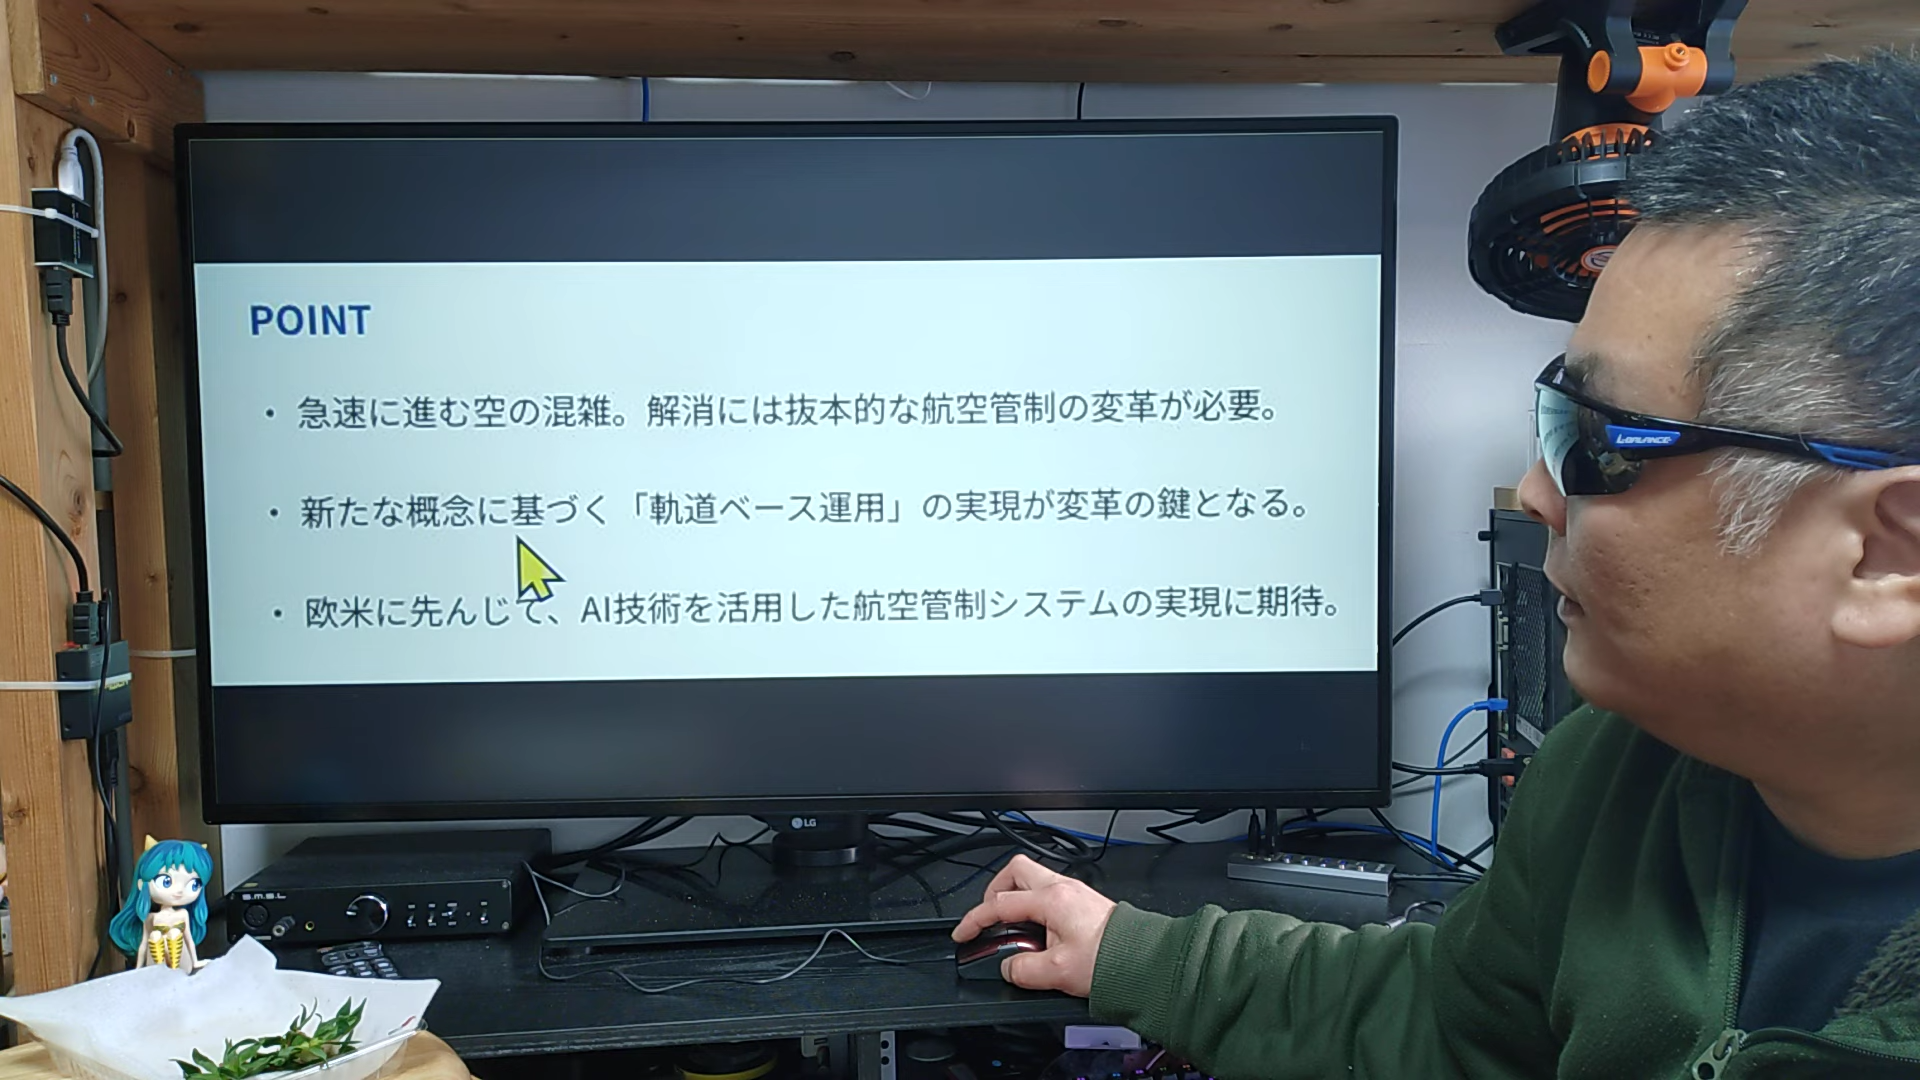 POINT
・急速に進む空の混雑。解消には抜本的な航空管制の変革が必要。
・新たな概念に基づく「軌道ベース運用」の実現が変革の鍵となる。
・欧米に先んじて、AI技術を活用した航空管制システムの実現に期待。
L-BALANCE
LG
S.M.S.L